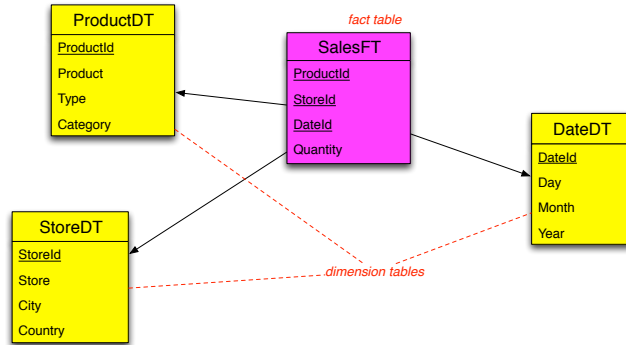 ProductDT
ProductId
Product
Type
Category
fact table
SalesFT
ProductId
StoreId
DateId
Quantity
DateDT
DateId
Day
Month
Year
StoreDT
StoreId
Store
City
Country
dimension tables